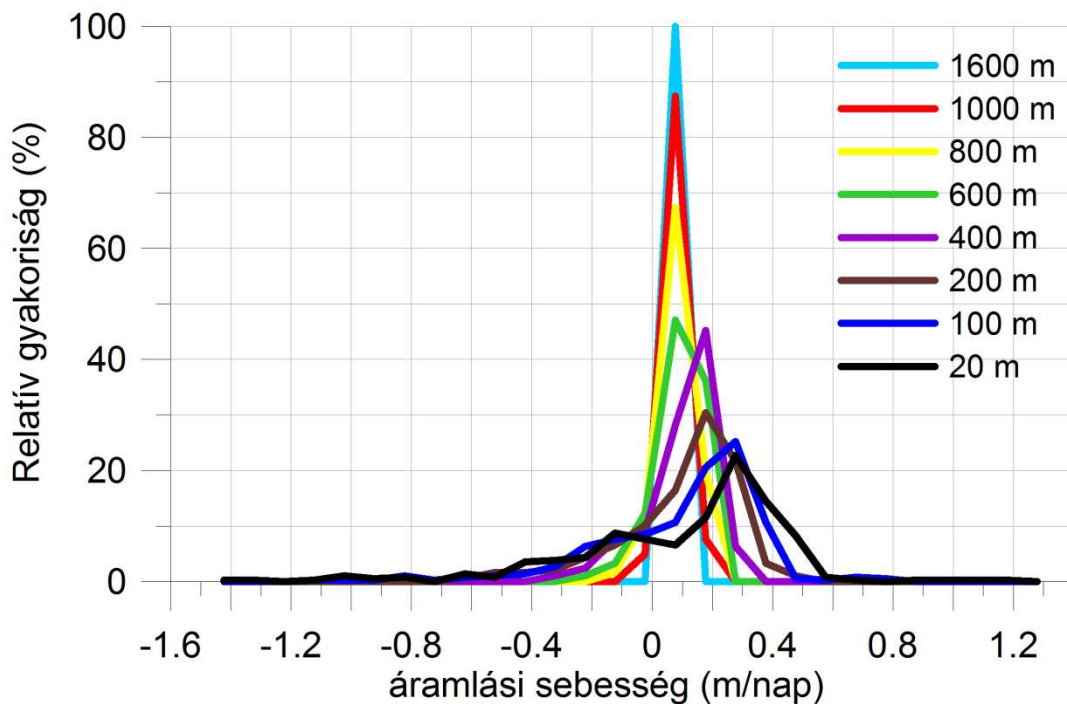 Relatív gyakoriság (%)
100
80
60
40
20
0
1600 m
1000 m
800 m
600 m
400 m
200 m
100 m
20 m
-1.6 -1.2 -0.8 -0.4 0 0.4 0.8 1.2
áramlási sebesség (m/nap)